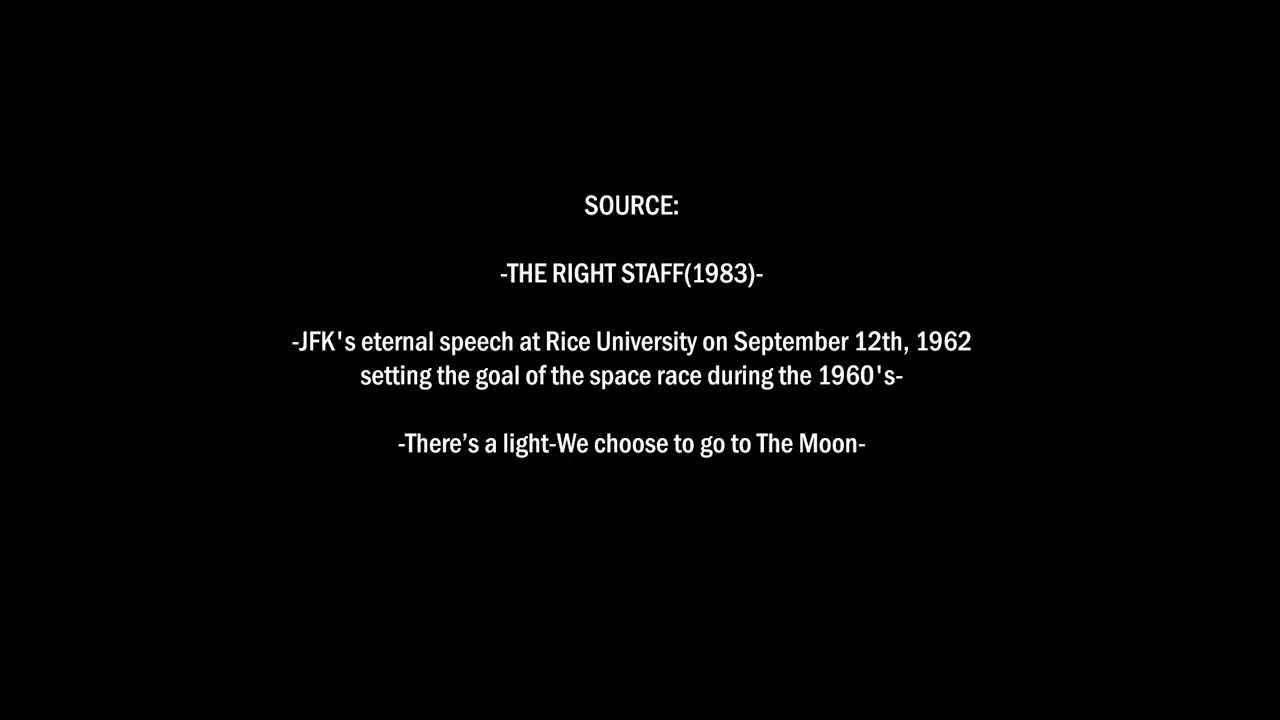 SOURCE:
-THE RIGHT STAFF(1983)-
-JFK's eternal speech at Rice University on September 12th, 1962
setting the goal of the space race during the 1960's-
-There’s a light-We choose to go to The Moon-